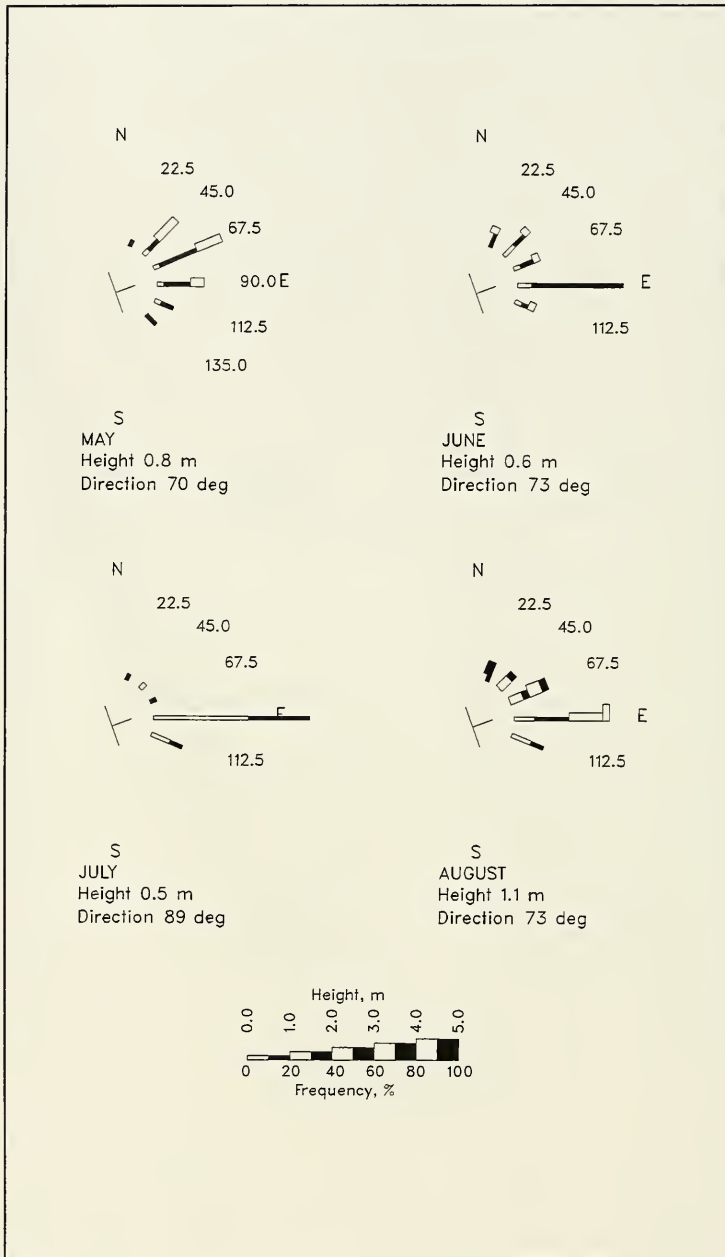 N
22.5
45.0
67.5
90.0 E
112.5
135.0
S
MAY
Height 0.8 m
Direction 70 deg
N
22.5
45.0
67.5
E
112.5
S
JUNE
Height 0.6 m
Direction 73 deg
N
22.5
45.0
67.5
E
112.5
S
JULY
Height 0.5 m
Direction 89 deg
N
22.5
45.0
67.5
E
112.5
S
AUGUST
Height 1.1 m
Direction 73 deg
Height, m
0.0 1.0 2.0 3.0 4.0 5.0
0 20 40 60 80 100
Frequency, %